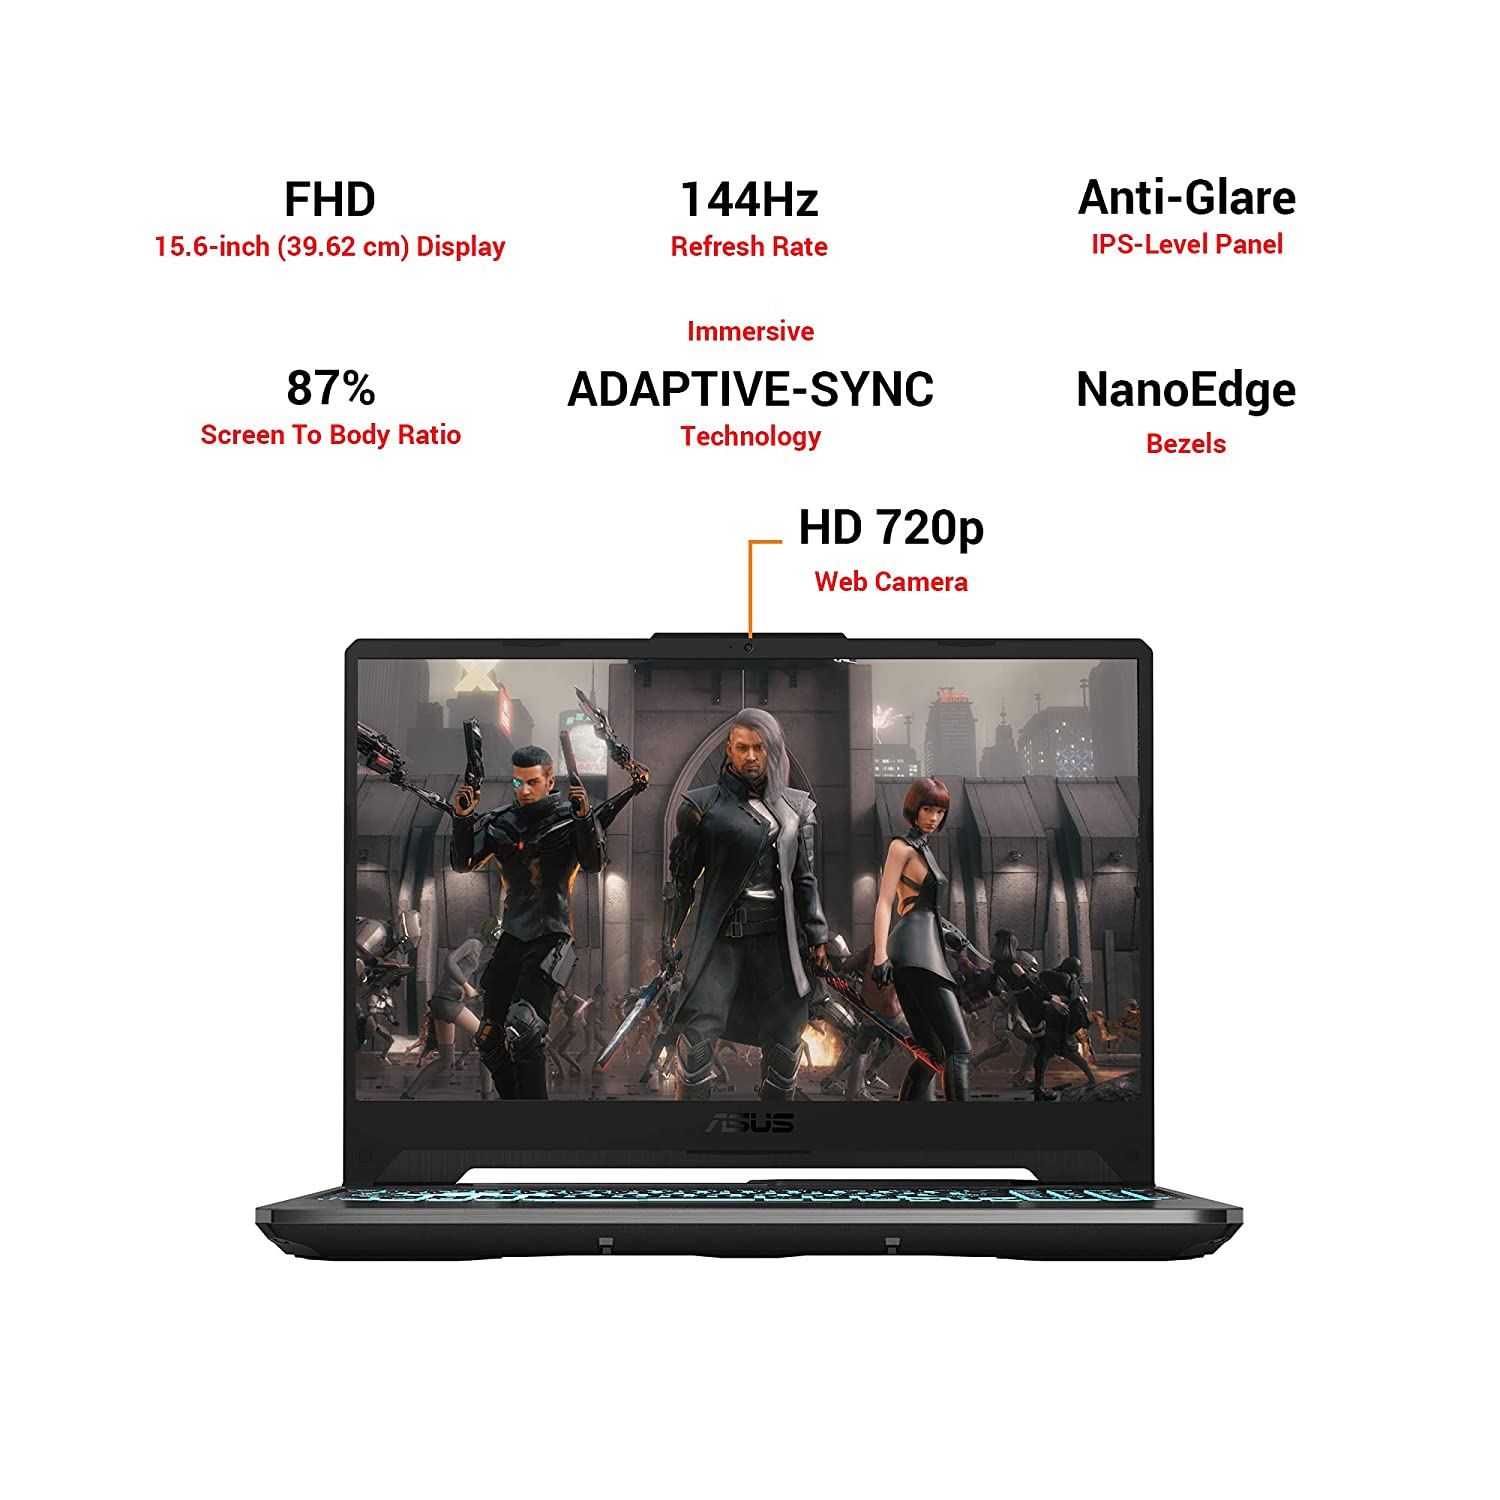 FHD
15.6-inch (39.62 cm) Display
144Hz
Refresh Rate
Anti-Glare
IPS-Level Panel
87%
Screen To Body Ratio
Immersive
ADAPTIVE-SYNC
Technology
NanoEdge
Bezels
HD 720p
Web Camera
ASUS